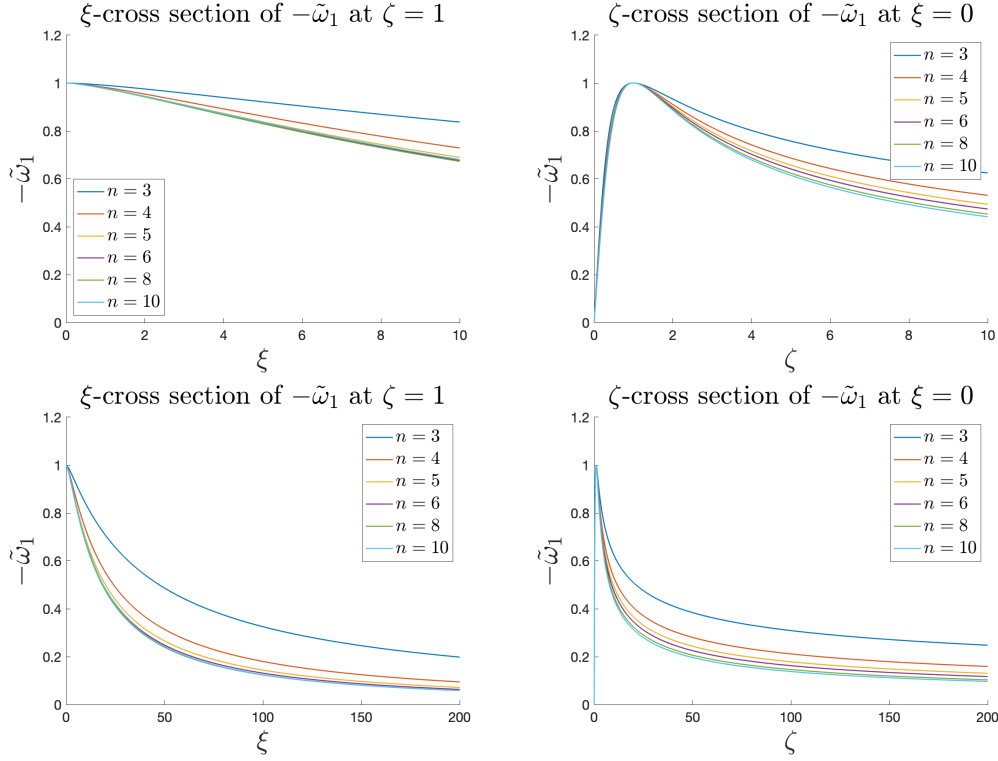 ξ-cross section of −ω̃₁ at ζ = 1
1.2
1
0.8
0.6
0.4
0.2
0
−ω̃₁
n = 3
n = 4
n = 5
n = 6
n = 8
n = 10
0 2 4 6 8 10
ξ
ζ-cross section of −ω̃₁ at ξ = 0
1.2
1
0.8
0.6
0.4
0.2
0
−ω̃₁
n = 3
n = 4
n = 5
n = 6
n = 8
n = 10
0 2 4 6 8 10
ζ
ξ-cross section of −ω̃₁ at ζ = 1
1.2
1
0.8
0.6
0.4
0.2
0
−ω̃₁
n = 3
n = 4
n = 5
n = 6
n = 8
n = 10
0 50 100 150 200
ξ
ζ-cross section of −ω̃₁ at ξ = 0
1.2
1
0.8
0.6
0.4
0.2
0
−ω̃₁
n = 3
n = 4
n = 5
n = 6
n = 8
n = 10
0 50 100 150 200
ζ